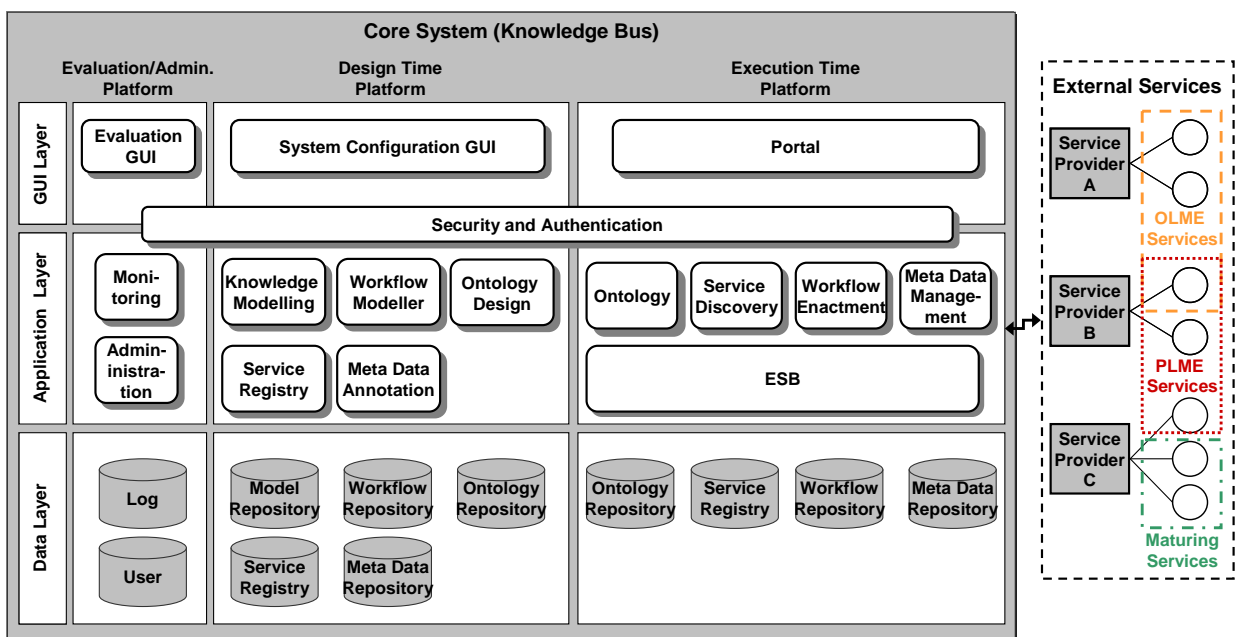 Core System (Knowledge Bus)
Evaluation/Admin.
Platform
Design Time
Platform
Execution Time
Platform
GUI Layer
Evaluation
GUI
System Configuration GUI
Portal
Security and Authentication
Application Layer
Moni-
toring
Knowledge
Modelling
Workflow
Modeller
Ontology
Design
Ontology
Service
Discovery
Workflow
Enactment
Meta Data
Manage-
ment
Admin-
inistra-
tion
Service
Registry
Meta Data
Annotation
ESB
Data Layer
Log
Model
Repository
Workflow
Repository
Ontology
Repository
Ontology
Repository
Service
Registry
Workflow
Repository
Meta Data
Repository
User
Service
Registry
Meta Data
Repository
External Services
Service
Provider
A
OLME
Services
Service
Provider
B
PLME
Services
Service
Provider
C
Maturing
Services